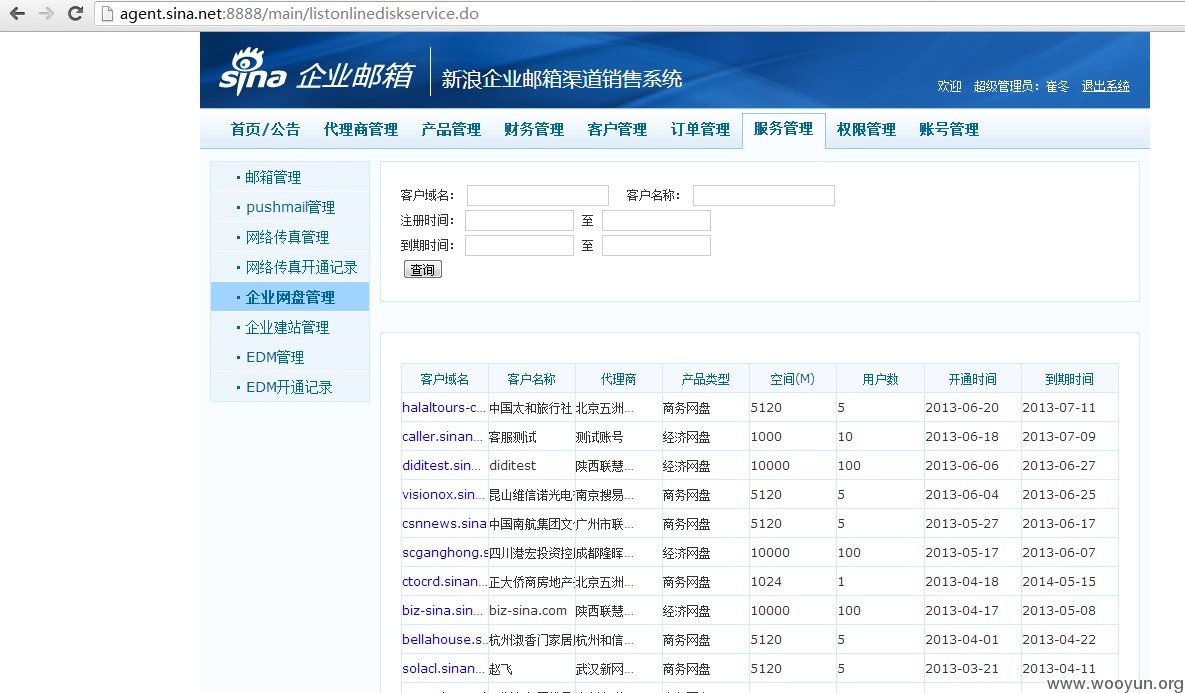 agent.sina.net:8888/main/listonlinediskservice.do
sina 企业邮箱 新浪企业邮箱渠道销售系统
欢迎 超级管理员：崔冬 退出系统
首页/公告 代理商管理 产品管理 财务管理 客户管理 订单管理 服务管理 权限管理 账号管理
· 邮箱管理
· pushmail管理
· 网络传真管理
· 网络传真开通记录
· 企业网盘管理
· 企业建站管理
· EDM管理
· EDM开通记录
客户域名： 客户名称：
注册时间： 至
到期时间： 至
查询
客户域名 客户名称 代理商 产品类型 空间(M) 用户数 开通时间 到期时间
halaltours-c... 中国太和旅行社 北京五洲... 商务网盘 5120 5 2013-06-20 2013-07-11
caller.sinan... 客服测试 测试账号 经济网盘 1000 10 2013-06-18 2013-07-09
diditest.sin... diditest 陕西联慧... 经济网盘 10000 100 2013-06-06 2013-06-27
visionox.sin... 昆山维信诺光电 南京搜易... 商务网盘 5120 5 2013-06-04 2013-06-25
csnnews.sina 中国南航集团文 广州市联... 商务网盘 5120 5 2013-05-27 2013-06-17
scganghong.s 四川港宏投资控 成都隆晖... 经济网盘 10000 100 2013-05-17 2013-06-07
ctocrd.sinan... 正大侨商房地产 北京五洲... 商务网盘 1024 1 2013-04-18 2014-05-15
biz-sina.sin... biz-sina.com 陕西联慧... 经济网盘 10000 100 2013-04-17 2013-05-08
bellahouse.s.. 杭州淑香门家居 杭州和信... 商务网盘 5120 5 2013-04-01 2013-04-22
solacl.sinan... 赵飞 武汉新网... 商务网盘 5120 5 2013-03-21 2013-04-11
www.wooyun.org